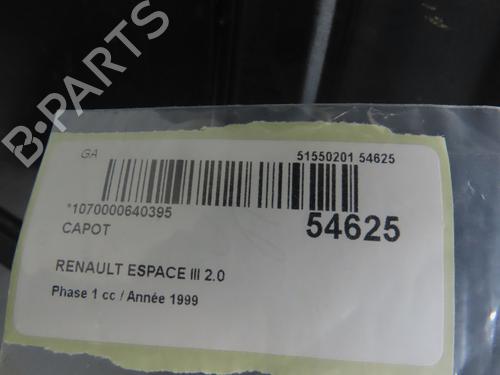 B-PARTS
GA
51550201 54625
*1070000640395
54625
CAPOT
RENAULT ESPACE III 2.0
Phase 1 cc / Année 1999